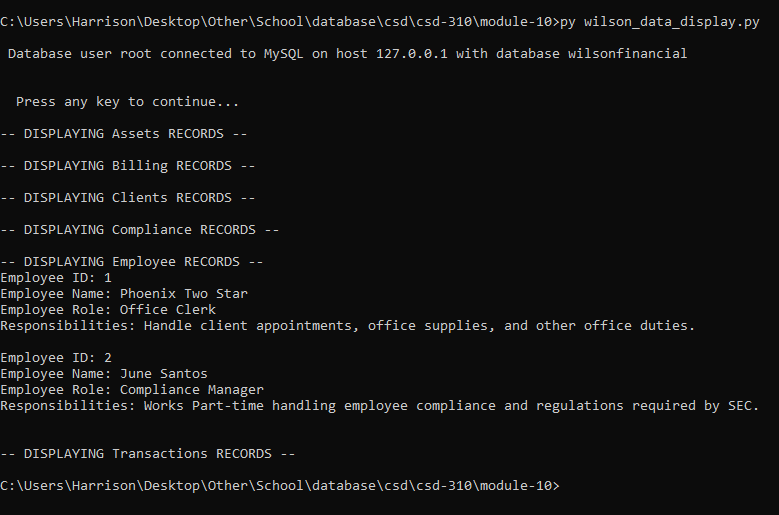 C:\Users\Harrison\Desktop\Other\School\database\csd\csd-310\module-10>py wilson_data_display.py
Database user root connected to MySQL on host 127.0.0.1 with database wilsonfinancial
Press any key to continue...
-- DISPLAYING Assets RECORDS --
-- DISPLAYING Billing RECORDS --
-- DISPLAYING Clients RECORDS --
-- DISPLAYING Compliance RECORDS --
-- DISPLAYING Employee RECORDS --
Employee ID: 1
Employee Name: Phoenix Two Star
Employee Role: Office Clerk
Responsibilities: Handle client appointments, office supplies, and other office duties.
Employee ID: 2
Employee Name: June Santos
Employee Role: Compliance Manager
Responsibilities: Works Part-time handling employee compliance and regulations required by SEC.
-- DISPLAYING Transactions RECORDS --
C:\Users\Harrison\Desktop\Other\School\database\csd\csd-310\module-10>